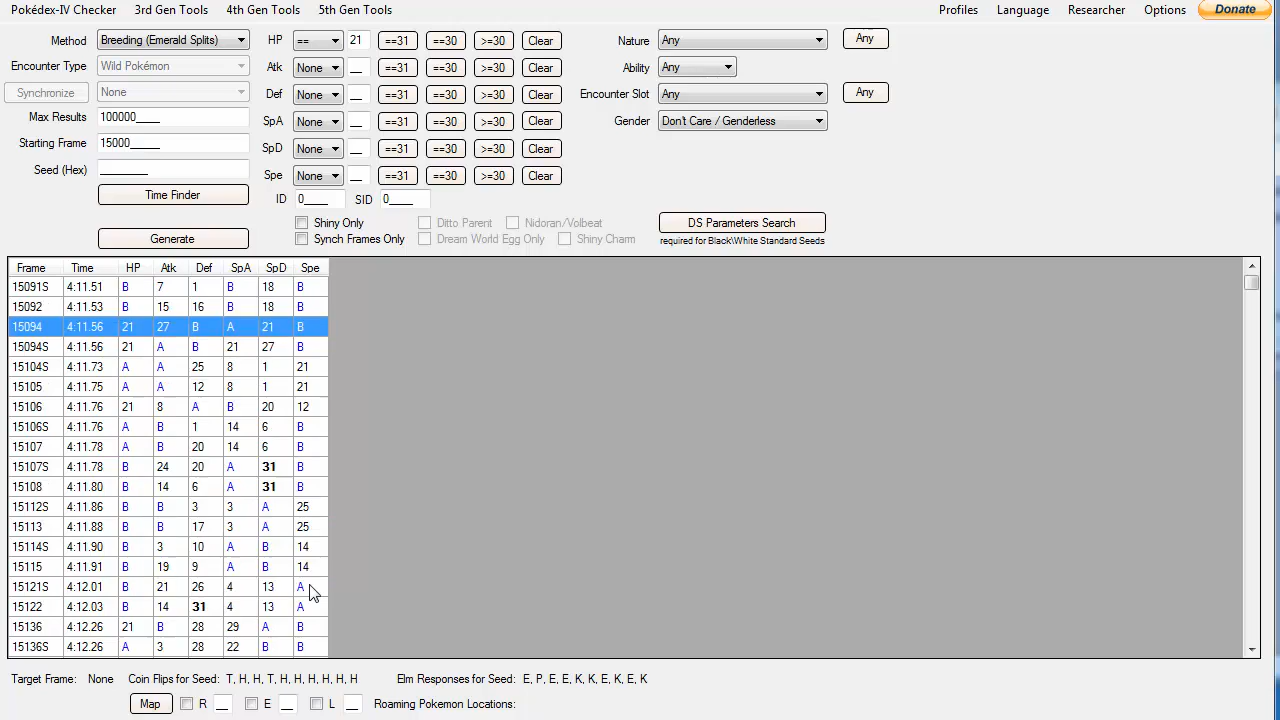 Pokédex-IV Checker 3rd Gen Tools 4th Gen Tools 5th Gen Tools Profiles Language Researcher Options Donate
Method Breeding (Emerald Splits) HP == 21 ==31 ==30 >=30 Clear Nature Any Any
Encounter Type Wild Pokémon Atk None __ ==31 ==30 >=30 Clear Ability Any
Synchronize None Def None __ ==31 ==30 >=30 Clear Encounter Slot Any Any
Max Results 100000____ SpA None __ ==31 ==30 >=30 Clear Gender Don't Care / Genderless
Starting Frame 15000_____ SpD None __ ==31 ==30 >=30 Clear
Seed (Hex) ________ Spe None __ ==31 ==30 >=30 Clear
Time Finder ID 0____ SID 0____
Shiny Only Ditto Parent Nidoran/Volbeat DS Parameters Search
Generate Synch Frames Only Dream World Egg Only Shiny Charm required for Black\White Standard Seeds
Frame Time HP Atk Def SpA SpD Spe
15091S 4:11.51 B 7 1 B 18 B
15092 4:11.53 B 15 16 B 18 B
15094 4:11.56 21 27 B A 21 B
15094S 4:11.56 21 A B 21 27 B
15104S 4:11.73 A A 25 8 1 21
15105 4:11.75 A A 12 8 1 21
15106 4:11.76 21 8 A B 20 12
15106S 4:11.76 A B 1 14 6 B
15107 4:11.78 A B 20 14 6 B
15107S 4:11.78 B 24 20 A 31 B
15108 4:11.80 B 14 6 A 31 B
15112S 4:11.86 B B 3 3 A 25
15113 4:11.88 B B 17 3 A 25
15114S 4:11.90 B 3 10 A B 14
15115 4:11.91 B 19 9 A B 14
15121S 4:12.01 B 21 26 4 13 A
15122 4:12.03 B 14 31 4 13 A
15136 4:12.26 21 B 28 29 A B
15136S 4:12.26 A 3 28 22 B B
Target Frame: None Coin Flips for Seed: T, H, H, T, H, H, H, H, H, H Elm Responses for Seed: E, P, E, E, K, K, E, K, E, K
Map R __ E __ L __ Roaming Pokemon Locations: